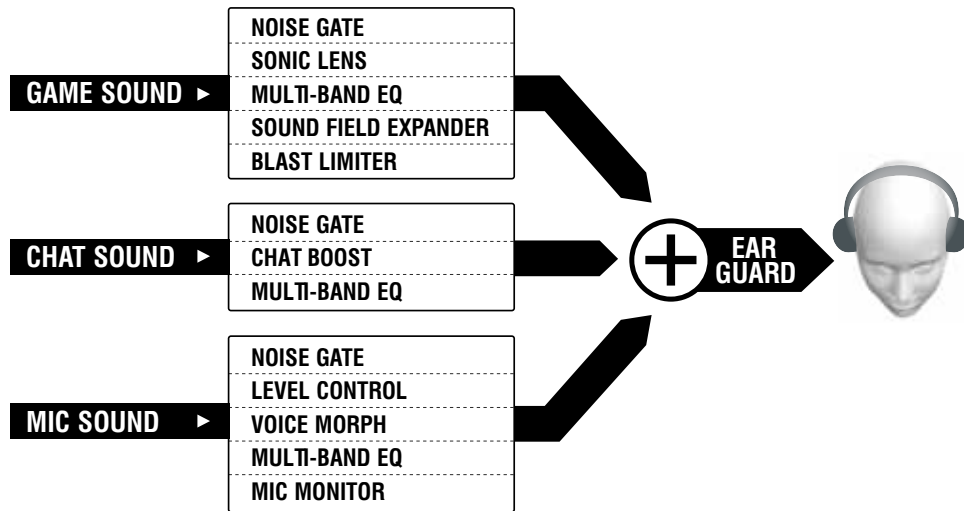 GAME SOUND ►
NOISE GATE
SONIC LENS
MULTI-BAND EQ
SOUND FIELD EXPANDER
BLAST LIMITER
CHAT SOUND ►
NOISE GATE
CHAT BOOST
MULTI-BAND EQ
MIC SOUND ►
NOISE GATE
LEVEL CONTROL
VOICE MORPH
MULTI-BAND EQ
MIC MONITOR
+
EAR
GUARD